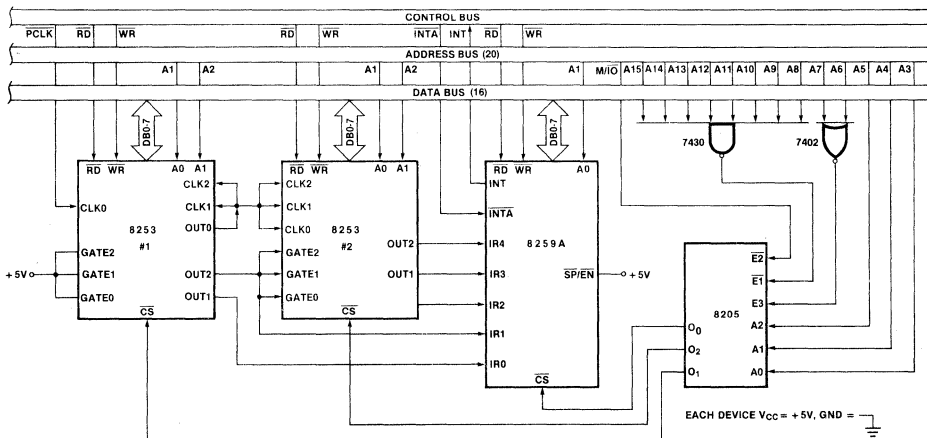 CONTROL BUS
PCLK RD WR RD WR INTA INT RD WR
ADDRESS BUS (20)
A1 A2 A1 A2 A1 M/IO A15 A14 A13 A12 A11 A10 A9 A8 A7 A6 A5 A4 A3
DATA BUS (16)
DB0-7 DB0-7 DB0-7
7430 7402
RD WR A0 A1
CLK2
CLK1
CLK0
OUT0
8253
#1
GATE2
GATE1
GATE0
OUT2
OUT1
CS
+5V
RD WR A0 A1
CLK2
CLK1
CLK0
8253
#2
GATE2
GATE1
GATE0
OUT2
OUT1
CS
RD WR A0
INT
INTA
8259A
IR4
IR3
IR2
IR1
IR0
SP/EN
+5V
CS
E2
E1
E3
8205
A2
A1
A0
O0
O2
O1
EACH DEVICE VCC = +5V, GND =